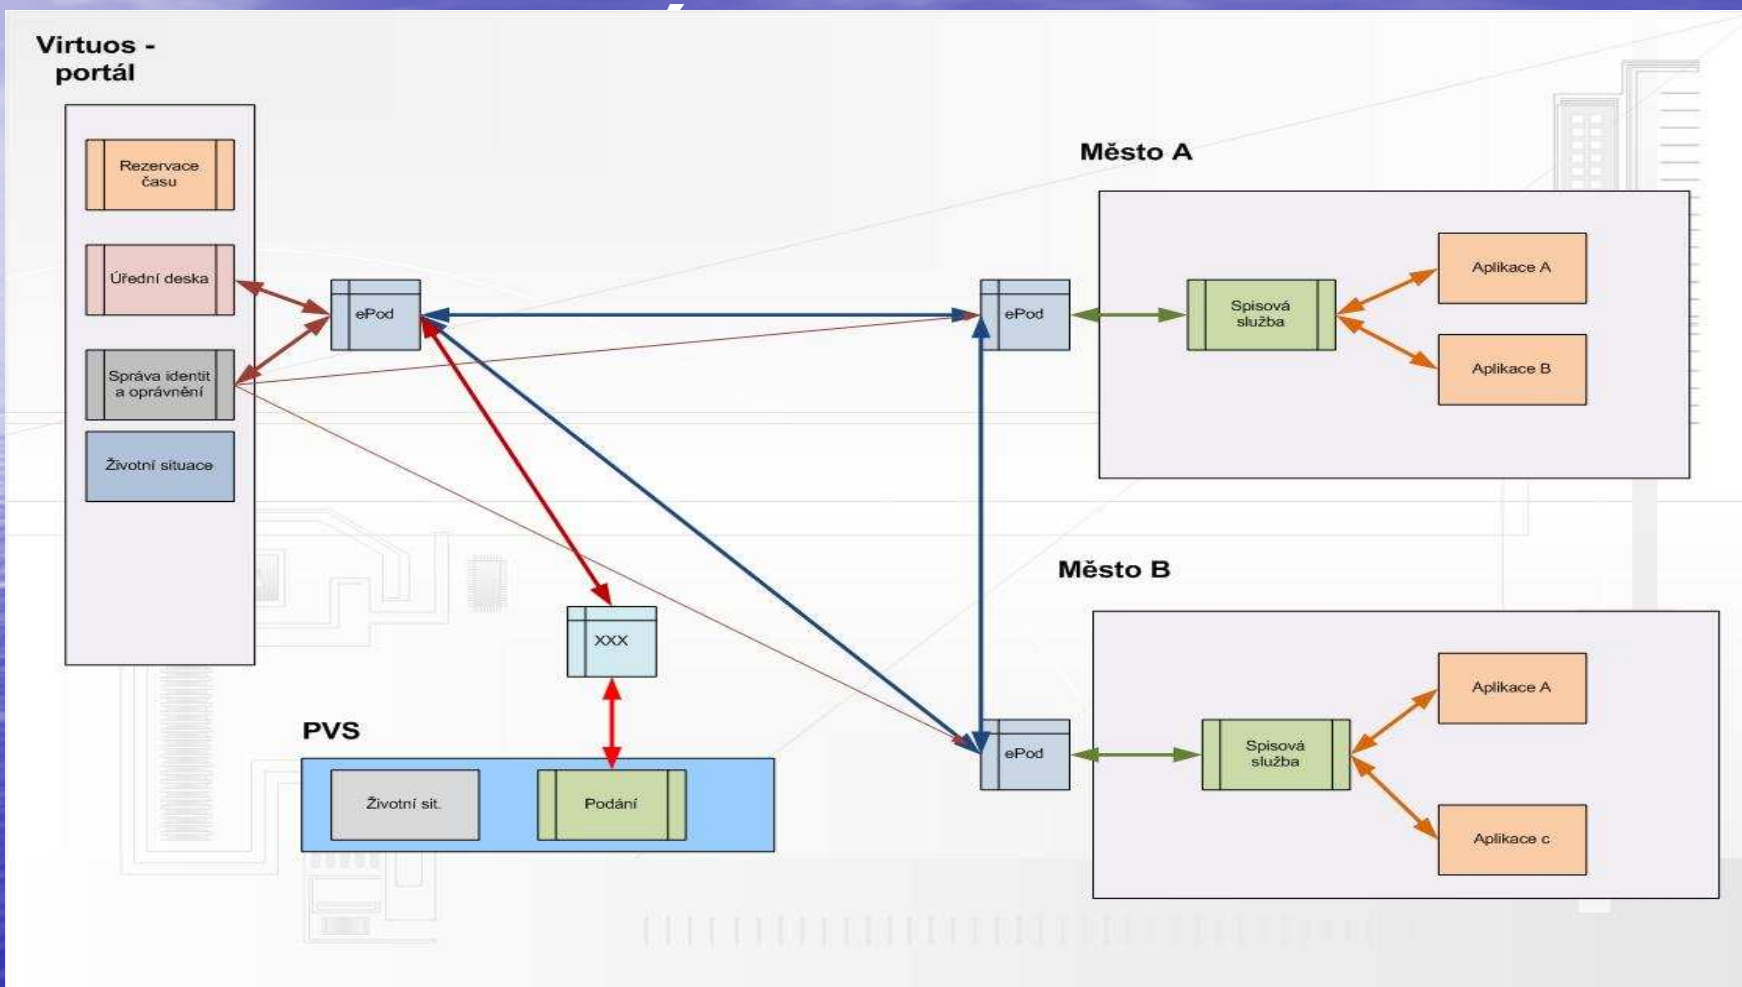 Virtuos -
portál
Rezervace
času
Úřední deska
Správa identit
a oprávnění
Životní situace
ePod
Město A
ePod
Spisová
služba
Aplikace A
Aplikace B
XXX
PVS
Životní sit.
Podání
Město B
ePod
Spisová
služba
Aplikace A
Aplikace c